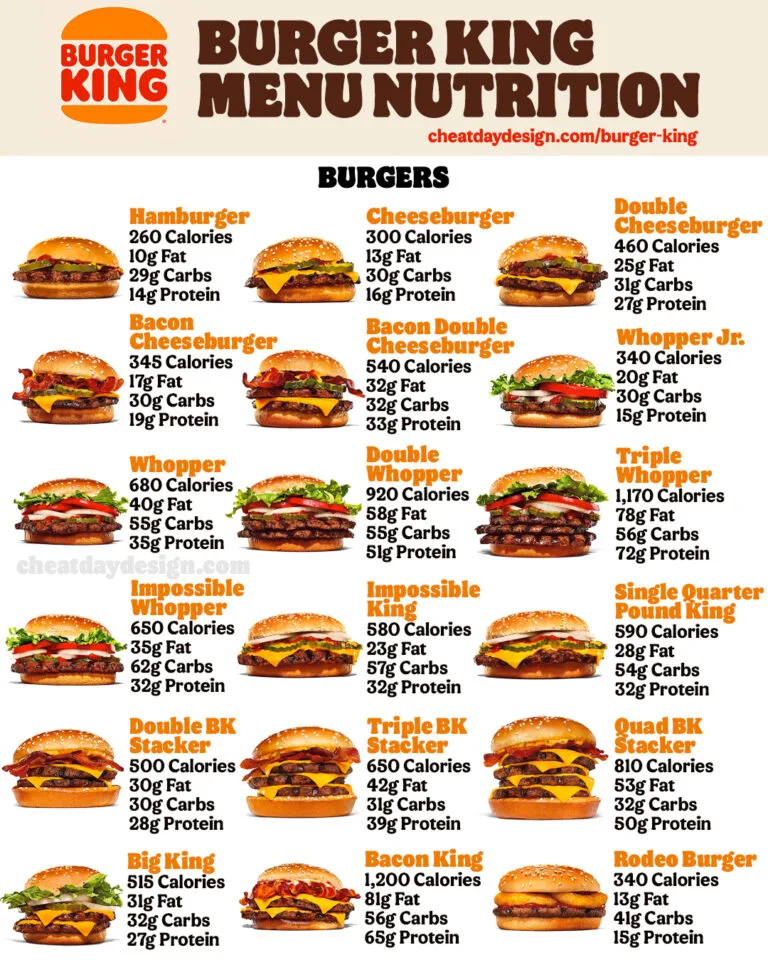 BURGER
KING
BURGER KING
MENU NUTRITION
cheatdaydesign.com/burger-king
BURGERS
Hamburger
260 Calories
10g Fat
29g Carbs
14g Protein
Cheeseburger
300 Calories
13g Fat
30g Carbs
16g Protein
Double
Cheeseburger
460 Calories
25g Fat
31g Carbs
27g Protein
Bacon
Cheeseburger
345 Calories
17g Fat
30g Carbs
19g Protein
Bacon Double
Cheeseburger
540 Calories
32g Fat
32g Carbs
33g Protein
Whopper Jr.
340 Calories
20g Fat
30g Carbs
15g Protein
Whopper
680 Calories
40g Fat
55g Carbs
35g Protein
Double
Whopper
920 Calories
58g Fat
55g Carbs
51g Protein
Triple
Whopper
1,170 Calories
78g Fat
56g Carbs
72g Protein
cheatdaydesign.com
Impossible
Whopper
650 Calories
35g Fat
62g Carbs
32g Protein
Impossible
King
580 Calories
23g Fat
57g Carbs
32g Protein
Single Quarter
Pound King
590 Calories
28g Fat
54g Carbs
32g Protein
Double BK
Stacker
500 Calories
30g Fat
30g Carbs
28g Protein
Triple BK
Stacker
650 Calories
42g Fat
31g Carbs
39g Protein
Quad BK
Stacker
810 Calories
53g Fat
32g Carbs
50g Protein
Big King
515 Calories
31g Fat
32g Carbs
27g Protein
Bacon King
1,200 Calories
81g Fat
56g Carbs
65g Protein
Rodeo Burger
340 Calories
13g Fat
41g Carbs
15g Protein